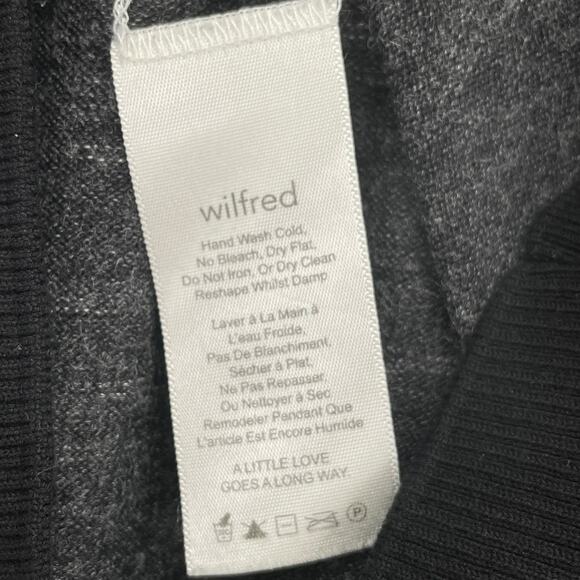 wilfred
Hand Wash Cold,
No Bleach, Dry Flat,
Do Not Iron, Or Dry Clean
Reshape Whilst Damp
Laver à La Main à
L'eau Froide,
Pas De Blanchiment,
Sécher à Plat,
Ne Pas Repasser,
Ou Nettoyer à Sec
Remodeler Pandant Que
L'article Est Encore Humide
A LITTLE LOVE
GOES A LONG WAY.
P